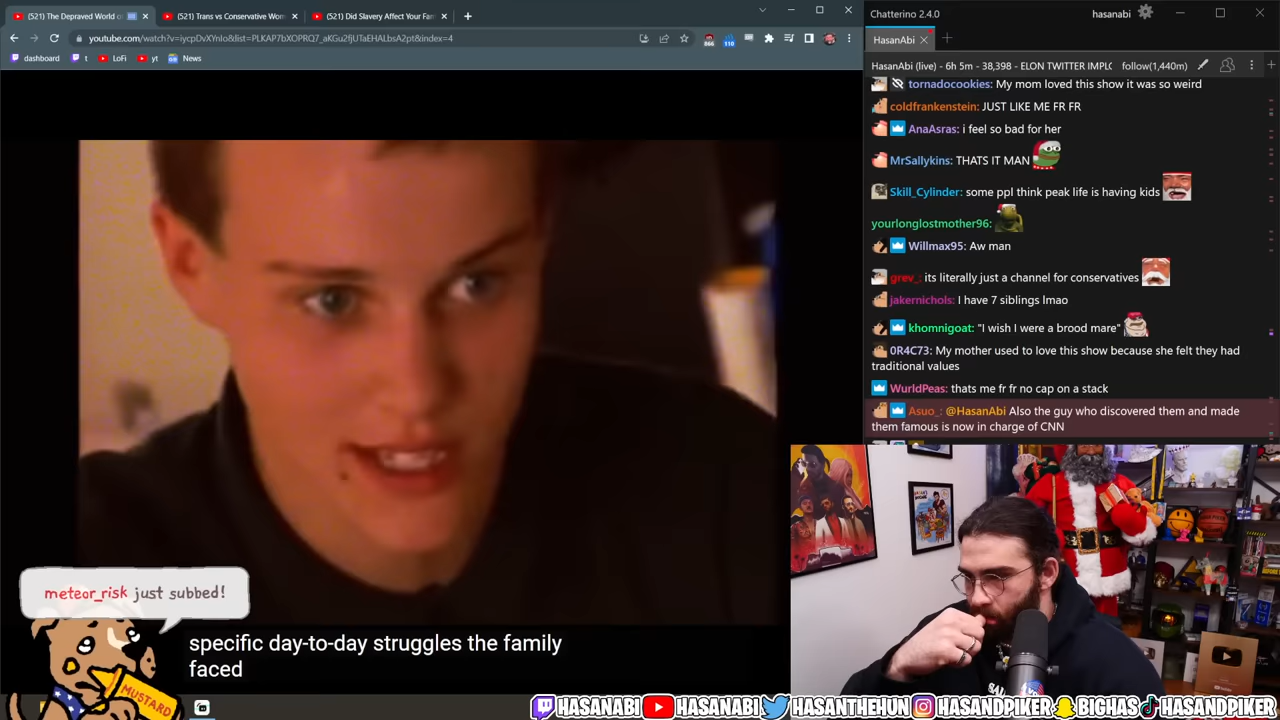 (521) The Depraved World o
(521) Trans vs Conservative Wom
(521) Did Slavery Affect Your Fam
youtube.com/watch?v=iycpDvXYnIo&list=PLKAP7bXOPRQ7_aKGu2fjUTaEHALbsA2pt&index=4
dashboard
t
LoFi
yt
News
Chatterino 2.4.0
hasanabi
HasanAbi
HasanAbi (live) - 6h 5m - 38,398 - ELON TWITTER IMPLC
follow(1,440m)
tornadocookies: My mom loved this show it was so weird
coldfrankenstein: JUST LIKE ME FR FR
AnaAsras: i feel so bad for her
MrSallykins: THATS IT MAN
Skill_Cylinder: some ppl think peak life is having kids
yourlonglostmother96:
Willmax95: Aw man
grev_: its literally just a channel for conservatives
jakernichols: I have 7 siblings lmao
khomnigoat: "I wish I were a brood mare"
0R4C73: My mother used to love this show because she felt they had
traditional values
WurldPeas: thats me fr fr no cap on a stack
Asuo_: @HasanAbi Also the guy who discovered them and made
them famous is now in charge of CNN
meteor_risk just subbed!
MUSTARD
specific day-to-day struggles the family
faced
HASANABI
HASANABI
HASANTHEHUN
HASANDPIKER
BIGHAS
HASANDPIKER